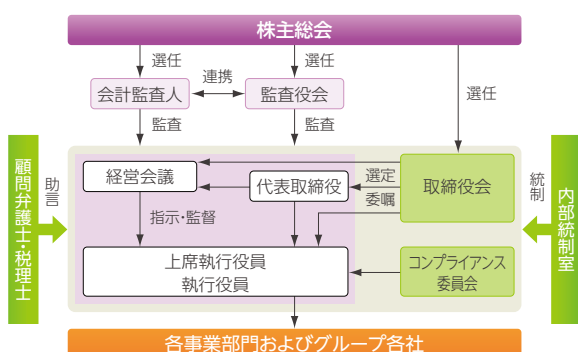 株主総会
選任
選任
選任
会計監査人
連携
監査役会
監査
監査
顧問弁護士・税理士
助言
経営会議
代表取締役
選定
委嘱
取締役会
統制
内部統制室
指示・監督
上席執行役員
執行役員
コンプライアンス
委員会
各事業部門およびグループ各社